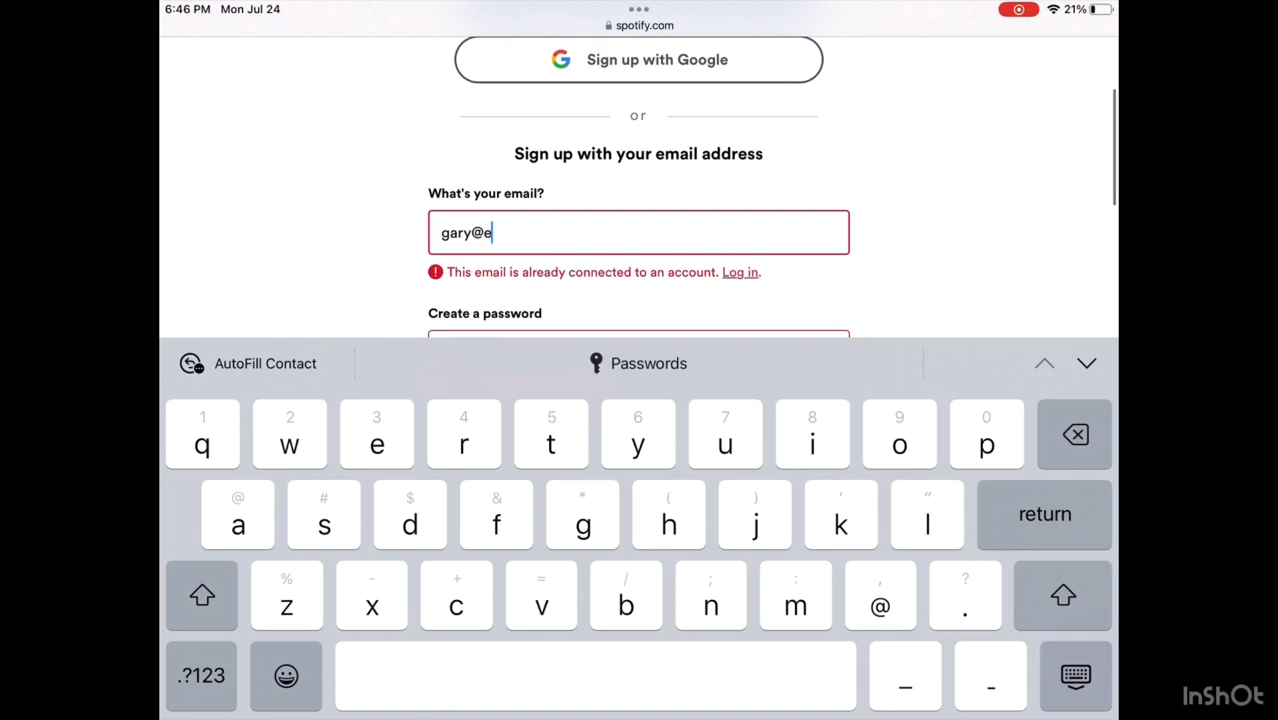 6:46 PM Mon Jul 24
21%
spotify.com
Sign up with Google
or
Sign up with your email address
What's your email?
gary@e
This email is already connected to an account. Log in.
Create a password
AutoFill Contact
Passwords
1 2 3 4 5 6 7 8 9 0
q w e r t y u i o p
@ # $ & * ( ) ' "
a s d f g h j k l return
% - + = / ; : , ?
z x c v b n m @ .
.?123 _ -
InShOt